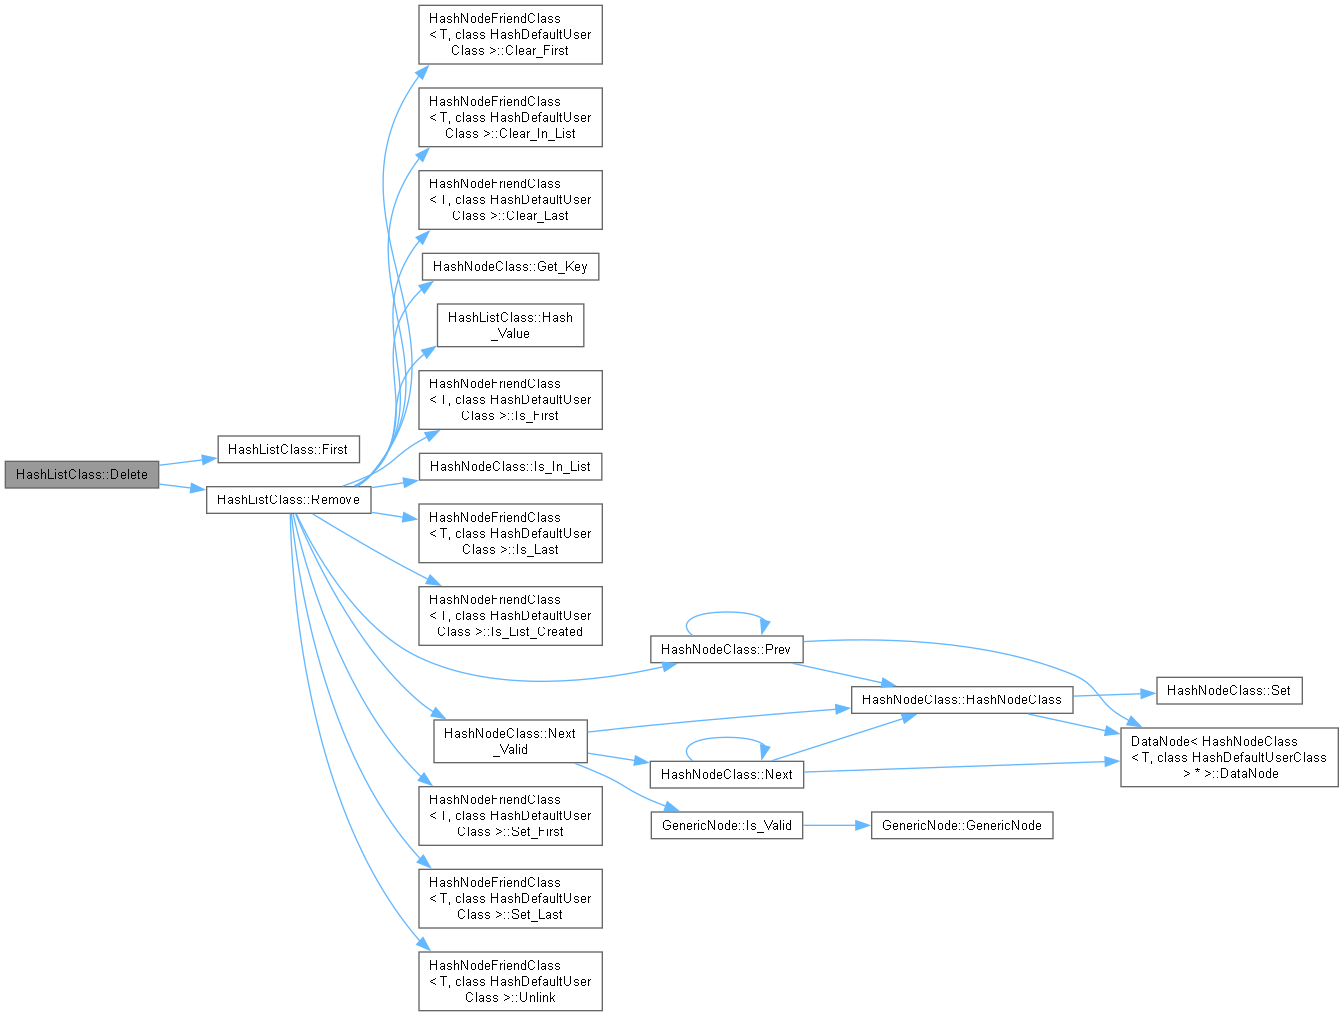 HashNodeFriendClass
< T, class HashDefaultUser
Class >::Clear_First
HashNodeFriendClass
< T, class HashDefaultUser
Class >::Clear_In_List
HashNodeFriendClass
< T, class HashDefaultUser
Class >::Clear_Last
HashNodeClass::Get_Key
HashListClass::Hash
_Value
HashNodeFriendClass
< T, class HashDefaultUser
Class >::Is_First
HashListClass::First
HashListClass::Delete
HashNodeClass::Is_In_List
HashListClass::Remove
HashNodeFriendClass
< T, class HashDefaultUser
Class >::Is_Last
HashNodeFriendClass
< T, class HashDefaultUser
Class >::Is_List_Created
HashNodeClass::Prev
HashNodeClass::HashNodeClass
HashNodeClass::Set
HashNodeClass::Next
_Valid
DataNode< HashNodeClass
< T, class HashDefaultUserClass
> * >::DataNode
HashNodeClass::Next
HashNodeFriendClass
< T, class HashDefaultUser
Class >::Set_First
GenericNode::Is_Valid
GenericNode::GenericNode
HashNodeFriendClass
< T, class HashDefaultUser
Class >::Set_Last
HashNodeFriendClass
< T, class HashDefaultUser
Class >::Unlink